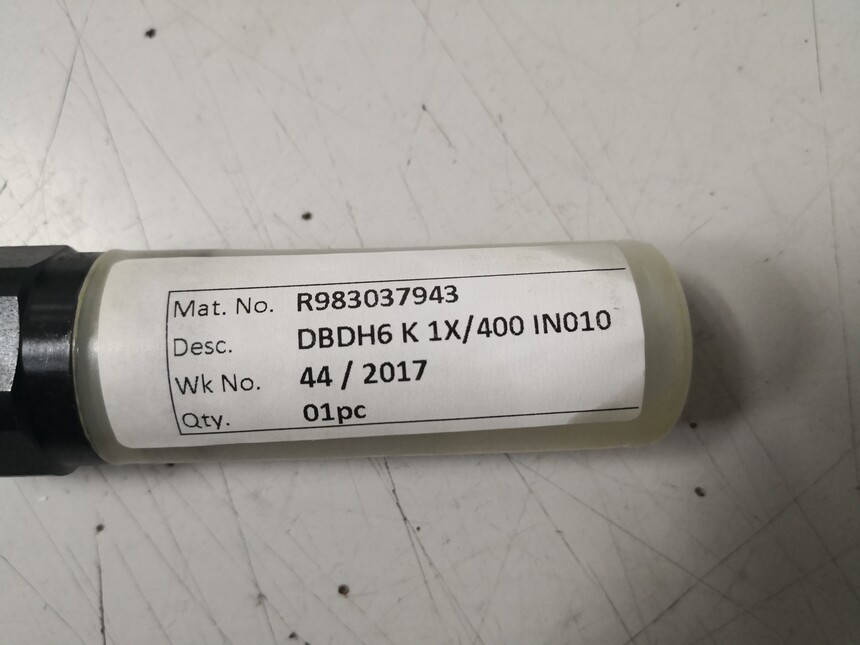 Mat. No. R983037943
Desc. DBDH6 K 1X/400 IN010
Wk No. 44 / 2017
Qty. 01pc